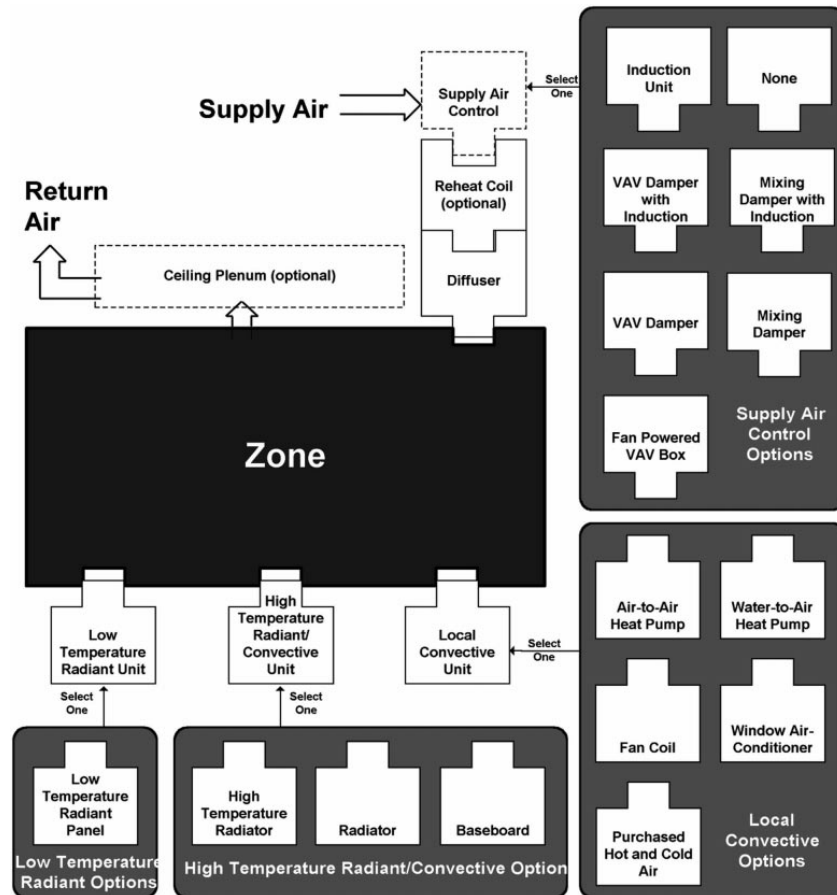 Supply Air
Supply Air
Control
Select
One
Induction
Unit
None
Return
Air
Reheat Coil
(optional)
VAV Damper
with
Induction
Mixing
Damper with
Induction
Ceiling Plenum (optional)
Diffuser
VAV Damper
Mixing
Damper
Zone
Fan Powered
VAV Box
Supply Air
Control
Options
Low
Temperature
Radiant Unit
High
Temperature
Radiant/
Convective
Unit
Local
Convective
Unit
Select
One
Air-to-Air
Heat Pump
Water-to-Air
Heat Pump
Select
One
Select
One
Fan Coil
Window Air-
Conditioner
Low
Temperature
Radiant
Panel
High
Temperature
Radiator
Radiator
Baseboard
Purchased
Hot and Cold
Air
Local
Convective
Options
Low Temperature
Radiant Options
High Temperature Radiant/Convective Option